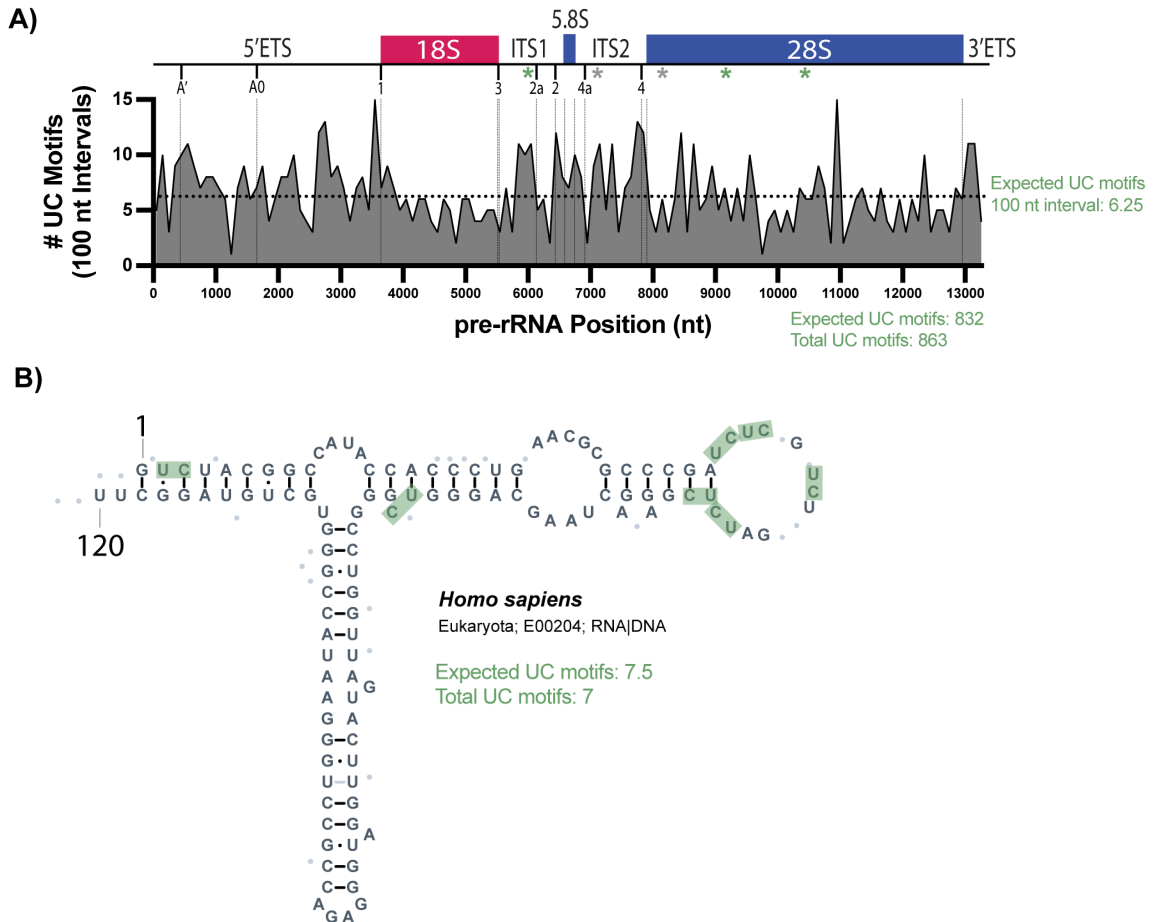 A)
5.8S
5'ETS
18S
ITS1
ITS2
28S
3'ETS
* * * * *
A' A0 1 3 2a 2 4a 4
# UC Motifs
(100 nt Intervals)
15
10
5
0
Expected UC motifs
100 nt interval: 6.25
0 1000 2000 3000 4000 5000 6000 7000 8000 9000 10000 11000 12000 13000
pre-rRNA Position (nt)
Expected UC motifs: 832
Total UC motifs: 863
B)
1
G U C U A C G G C C A U A C C A C C C U G A A C G C G C C C G A U C U C G U C U
G A U C U C
G A A U
U U C G G A U G U C G
120
U G
G C
G C
G U
C G
C G
A U
U U
A A
G
A U
G A
G C
G U
U U
C G
C G
A
G U
C G
C G
A G
G A
Homo sapiens
Eukaryota; E00204; RNA|DNA
Expected UC motifs: 7.5
Total UC motifs: 7